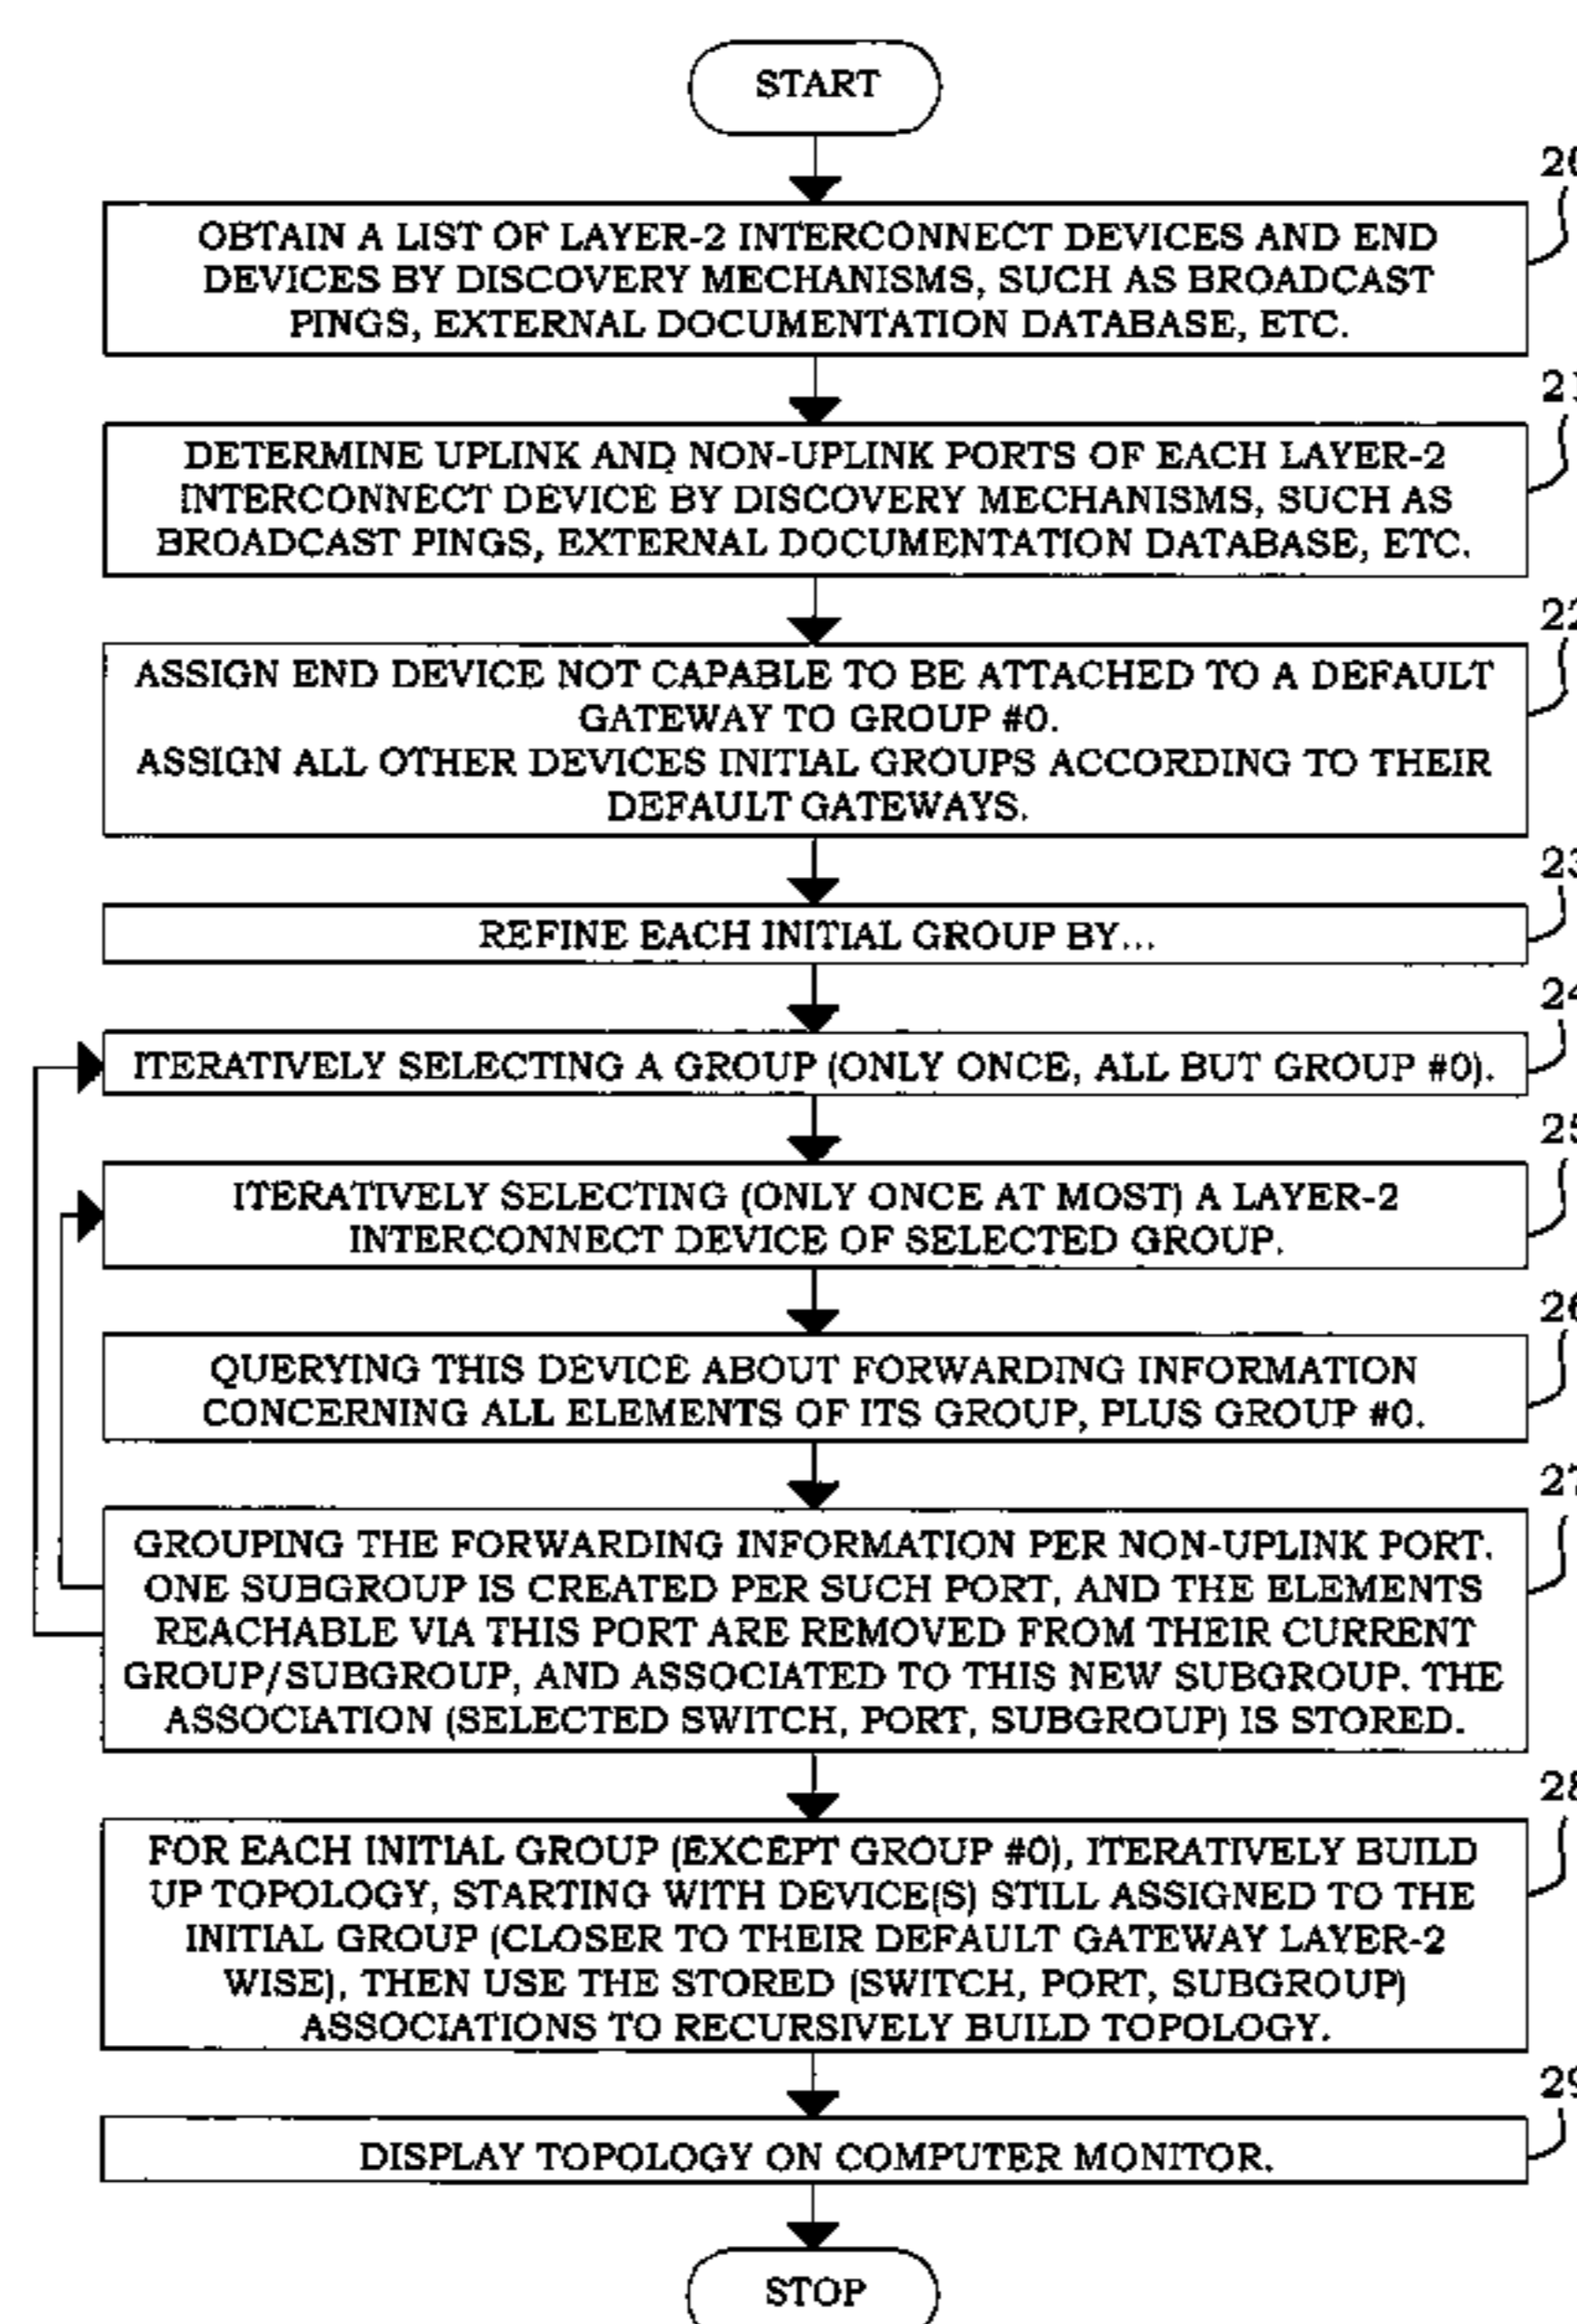 START
20
OBTAIN A LIST OF LAYER-2 INTERCONNECT DEVICES AND END
DEVICES BY DISCOVERY MECHANISMS, SUCH AS BROADCAST
PINGS, EXTERNAL DOCUMENTATION DATABASE, ETC.
21
DETERMINE UPLINK AND NON-UPLINK PORTS OF EACH LAYER-2
INTERCONNECT DEVICE BY DISCOVERY MECHANISMS, SUCH AS
BROADCAST PINGS, EXTERNAL DOCUMENTATION DATABASE, ETC.
22
ASSIGN END DEVICE NOT CAPABLE TO BE ATTACHED TO A DEFAULT
GATEWAY TO GROUP #0.
ASSIGN ALL OTHER DEVICES INITIAL GROUPS ACCORDING TO THEIR
DEFAULT GATEWAYS.
23
REFINE EACH INITIAL GROUP BY...
24
ITERATIVELY SELECTING A GROUP (ONLY ONCE, ALL BUT GROUP #0).
25
ITERATIVELY SELECTING (ONLY ONCE AT MOST) A LAYER-2
INTERCONNECT DEVICE OF SELECTED GROUP.
26
QUERYING THIS DEVICE ABOUT FORWARDING INFORMATION
CONCERNING ALL ELEMENTS OF ITS GROUP, PLUS GROUP #0.
27
GROUPING THE FORWARDING INFORMATION PER NON-UPLINK PORT.
ONE SUBGROUP IS CREATED PER SUCH PORT, AND THE ELEMENTS
REACHABLE VIA THIS PORT ARE REMOVED FROM THEIR CURRENT
GROUP/SUBGROUP, AND ASSOCIATED TO THIS NEW SUBGROUP. THE
ASSOCIATION (SELECTED SWITCH, PORT, SUBGROUP) IS STORED.
28
FOR EACH INITIAL GROUP (EXCEPT GROUP #0), ITERATIVELY BUILD
UP TOPOLOGY, STARTING WITH DEVICE(S) STILL ASSIGNED TO THE
INITIAL GROUP (CLOSER TO THEIR DEFAULT GATEWAY LAYER-2
WISE), THEN USE THE STORED (SWITCH, PORT, SUBGROUP)
ASSOCIATIONS TO RECURSIVELY BUILD TOPOLOGY.
29
DISPLAY TOPOLOGY ON COMPUTER MONITOR.
STOP